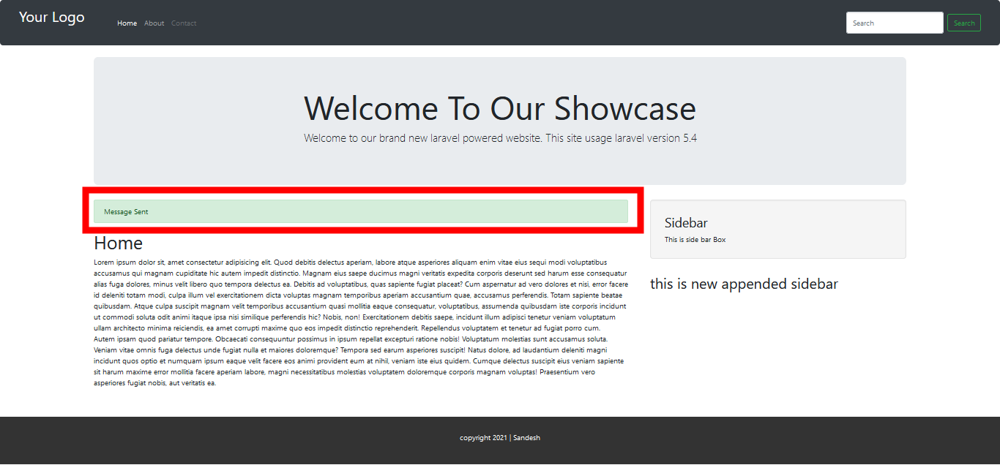 Your Logo
Home About Contact
Search Search
Welcome To Our Showcase
Welcome to our brand new laravel powered website. This site usage laravel version 5.4
Message Sent
Home
Lorem ipsum dolor sit, amet consectetur adipisicing elit. Quod debitis delectus aperiam, labore atque asperiores aliquam enim vitae eius sequi modi voluptatibus
accusamus qui magnam cupiditate hic autem impedit distinctio. Magnam eius saepe ducimus magni veritatis expedita corporis deserunt sed harum esse consequatur
alias fuga dolores, minus velit libero quo tempora delectus ea. Debitis ad voluptatibus, quas sapiente fugiat placeat? Cum aspernatur ad vero dolores et nisi, error facere
id deleniti totam modi, culpa illum vel exercitationem dicta voluptas magnam temporibus aperiam accusantium quae, accusamus perferendis. Totam sapiente beatae
quibusdam. Atque culpa suscipit magnam velit temporibus accusantium quasi mollitia eaque consequatur, voluptatibus, assumenda quibusdam iste corporis incidunt
ut commodi soluta odit animi itaque ipsa nisi similique perferendis hic? Nobis, non! Exercitationem debitis saepe, incidunt illum adipisci tenetur veniam voluptatum
ullam architecto minima reiciendis, ea amet corrupti maxime quo eos impedit distinctio reprehenderit. Repellendus voluptatem et tenetur ad fugiat porro cum.
Autem ipsam quod pariatur tempore. Obcaecati consequuntur possimus in ipsum repellat excepturi ratione nobis! Voluptatum molestias sunt accusamus soluta.
Veniam vitae omnis fuga delectus unde fugiat nulla et maiores doloremque? Tempora sed earum asperiores suscipit! Natus dolore, ad laudantium deleniti magni
incidunt quos optio et numquam ipsum eaque velit facere eos animi provident eum at nihil, veniam iste eius quidem. Cumque delectus suscipit eius veniam sapiente
sit harum maxime error mollitia facere aperiam labore, magni necessitatibus molestias voluptatem doloremque corporis magnam voluptas! Praesentium vero
asperiores fugiat nobis, aut veritatis ea.
Sidebar
This is side bar Box
this is new appended sidebar
copyright 2021 | Sandesh